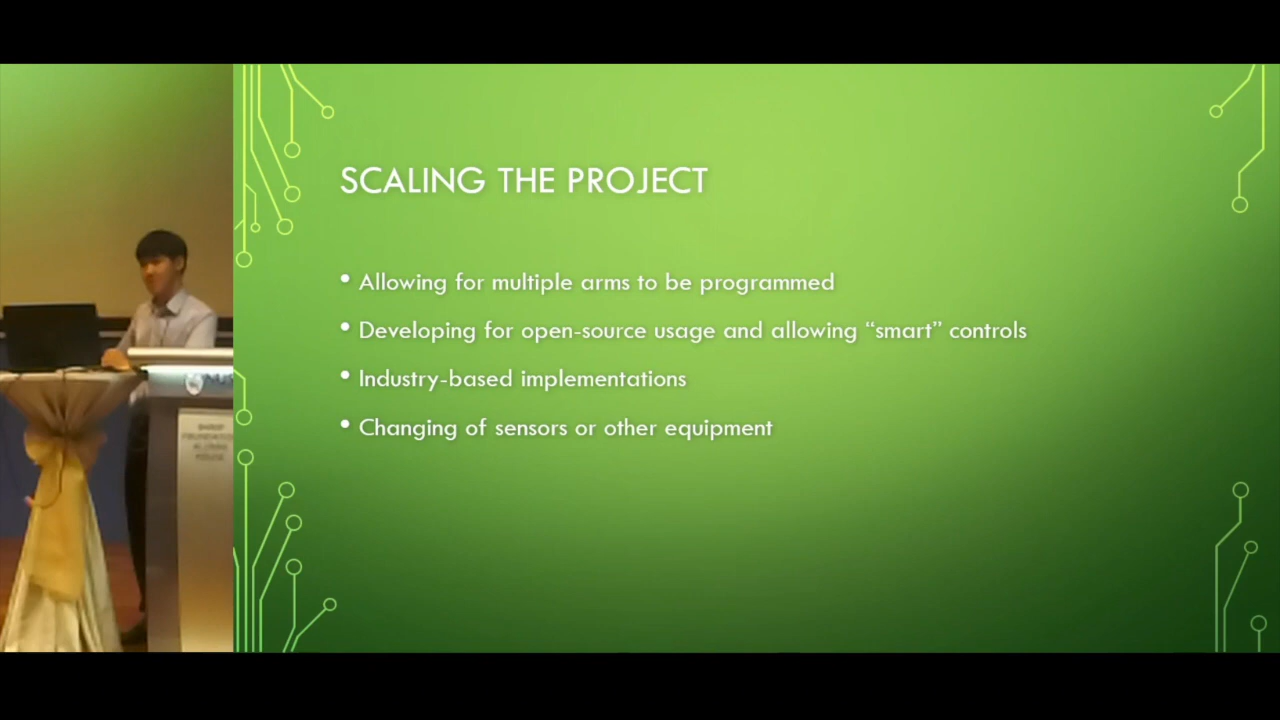 SCALING THE PROJECT
• Allowing for multiple arms to be programmed
• Developing for open-source usage and allowing “smart” controls
• Industry-based implementations
• Changing of sensors or other equipment